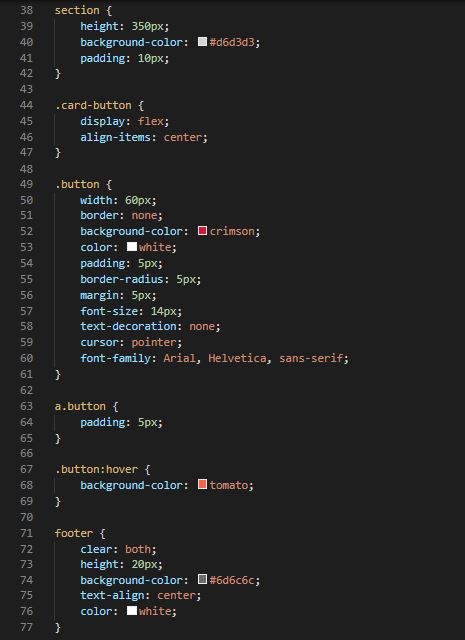 38 section {
39     height: 350px;
40     background-color: #d6d3d3;
41     padding: 10px;
42 }
43
44 .card-button {
45     display: flex;
46     align-items: center;
47 }
48
49 .button {
50     width: 60px;
51     border: none;
52     background-color: crimson;
53     color: white;
54     padding: 5px;
55     border-radius: 5px;
56     margin: 5px;
57     font-size: 14px;
58     text-decoration: none;
59     cursor: pointer;
60     font-family: Arial, Helvetica, sans-serif;
61 }
62
63 a.button {
64     padding: 5px;
65 }
66
67 .button:hover {
68     background-color: tomato;
69 }
70
71 footer {
72     clear: both;
73     height: 20px;
74     background-color: #6d6c6c;
75     text-align: center;
76     color: white;
77 }